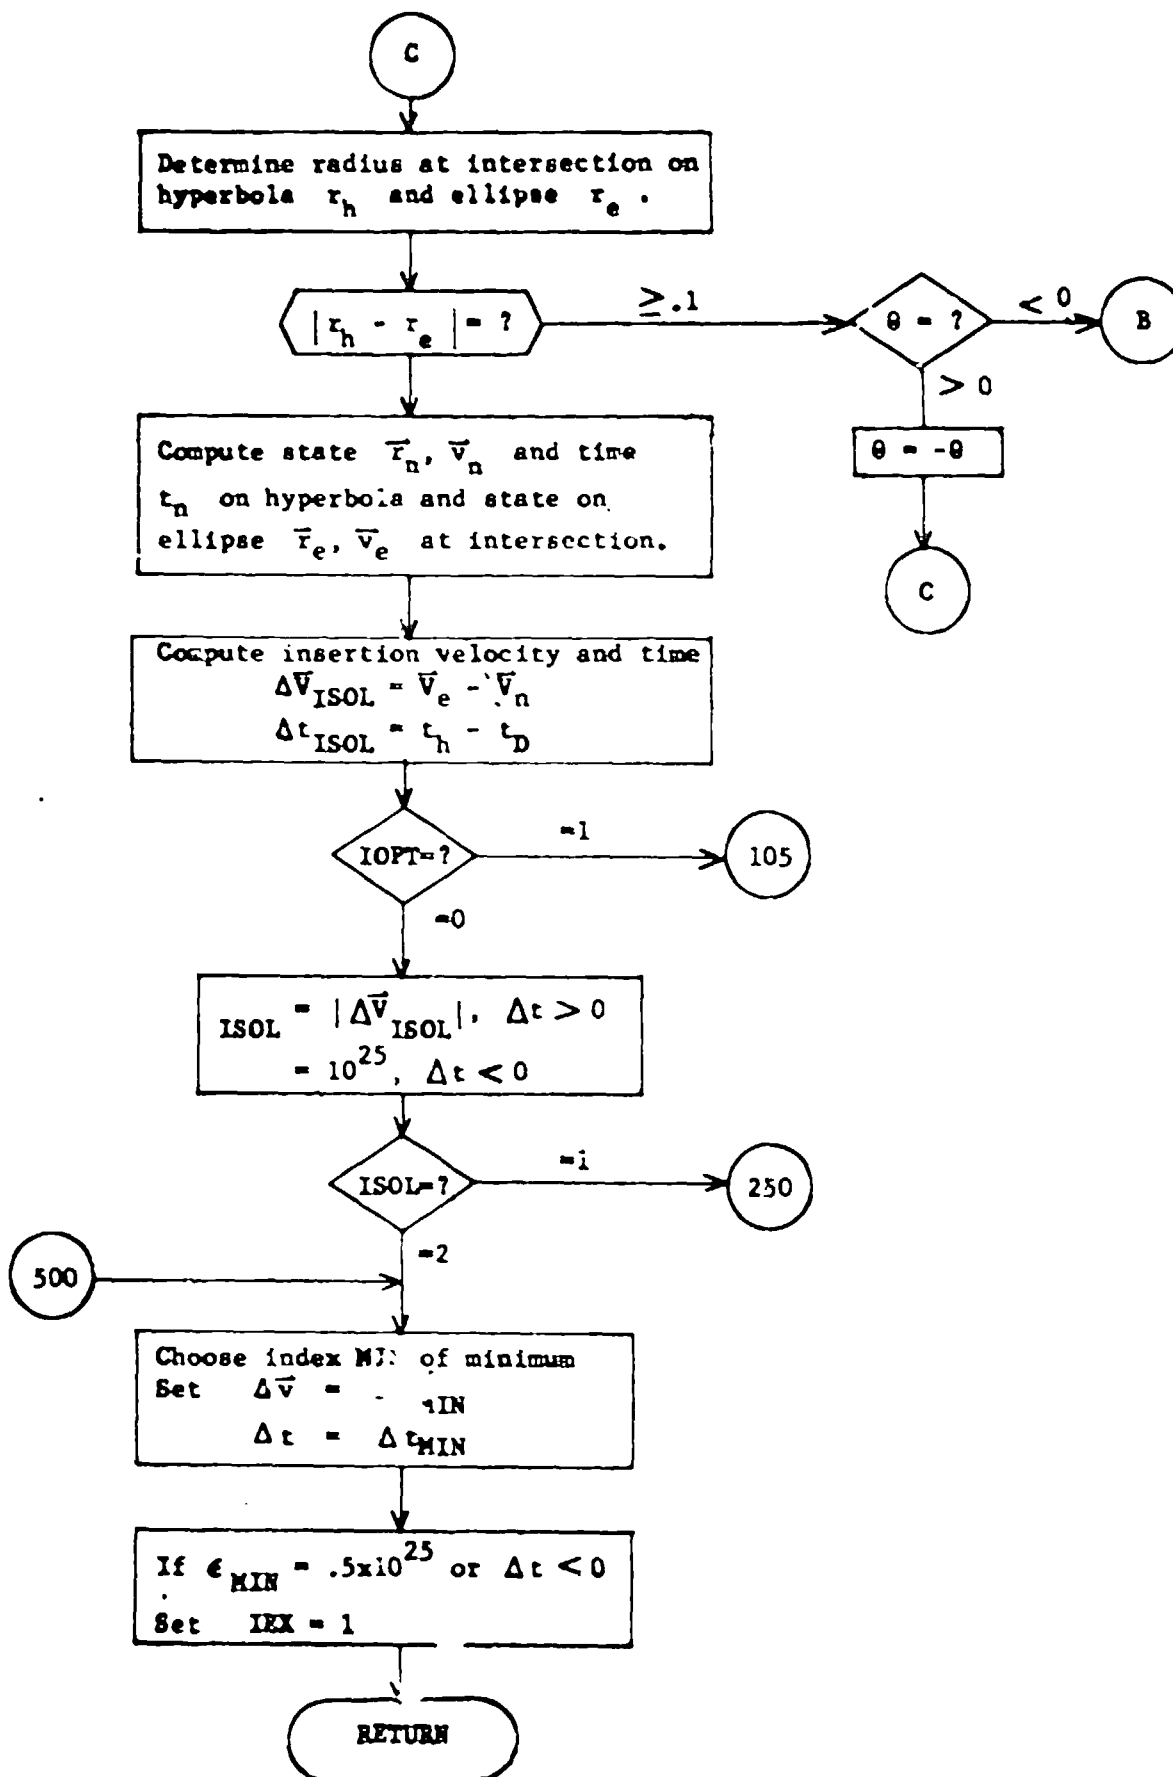 C
Determine radius at intersection on
hyperbola r_h and ellipse r_e .
| r_h - r_e | = ?
≥ .1
θ = ?
< 0
B
> 0
θ = -θ
C
Compute state r⃗_n, v⃗_n and time
t_n on hyperbola and state on
ellipse r⃗_e, v⃗_e at intersection.
Compute insertion velocity and time
ΔV⃗_ISOL = V⃗_e - V⃗_n
Δt_ISOL = t_h - t_D
IOPT=?
=1
105
=0
ISOL = |ΔV⃗_ISOL|, Δt > 0
= 10^25, Δt < 0
ISOL=?
=1
250
=2
500
Choose index of minimum
Set Δv⃗ =
Δt = Δt_MIN
If ε_MIN = .5x10^25 or Δt < 0
Set IEX = 1
RETURN